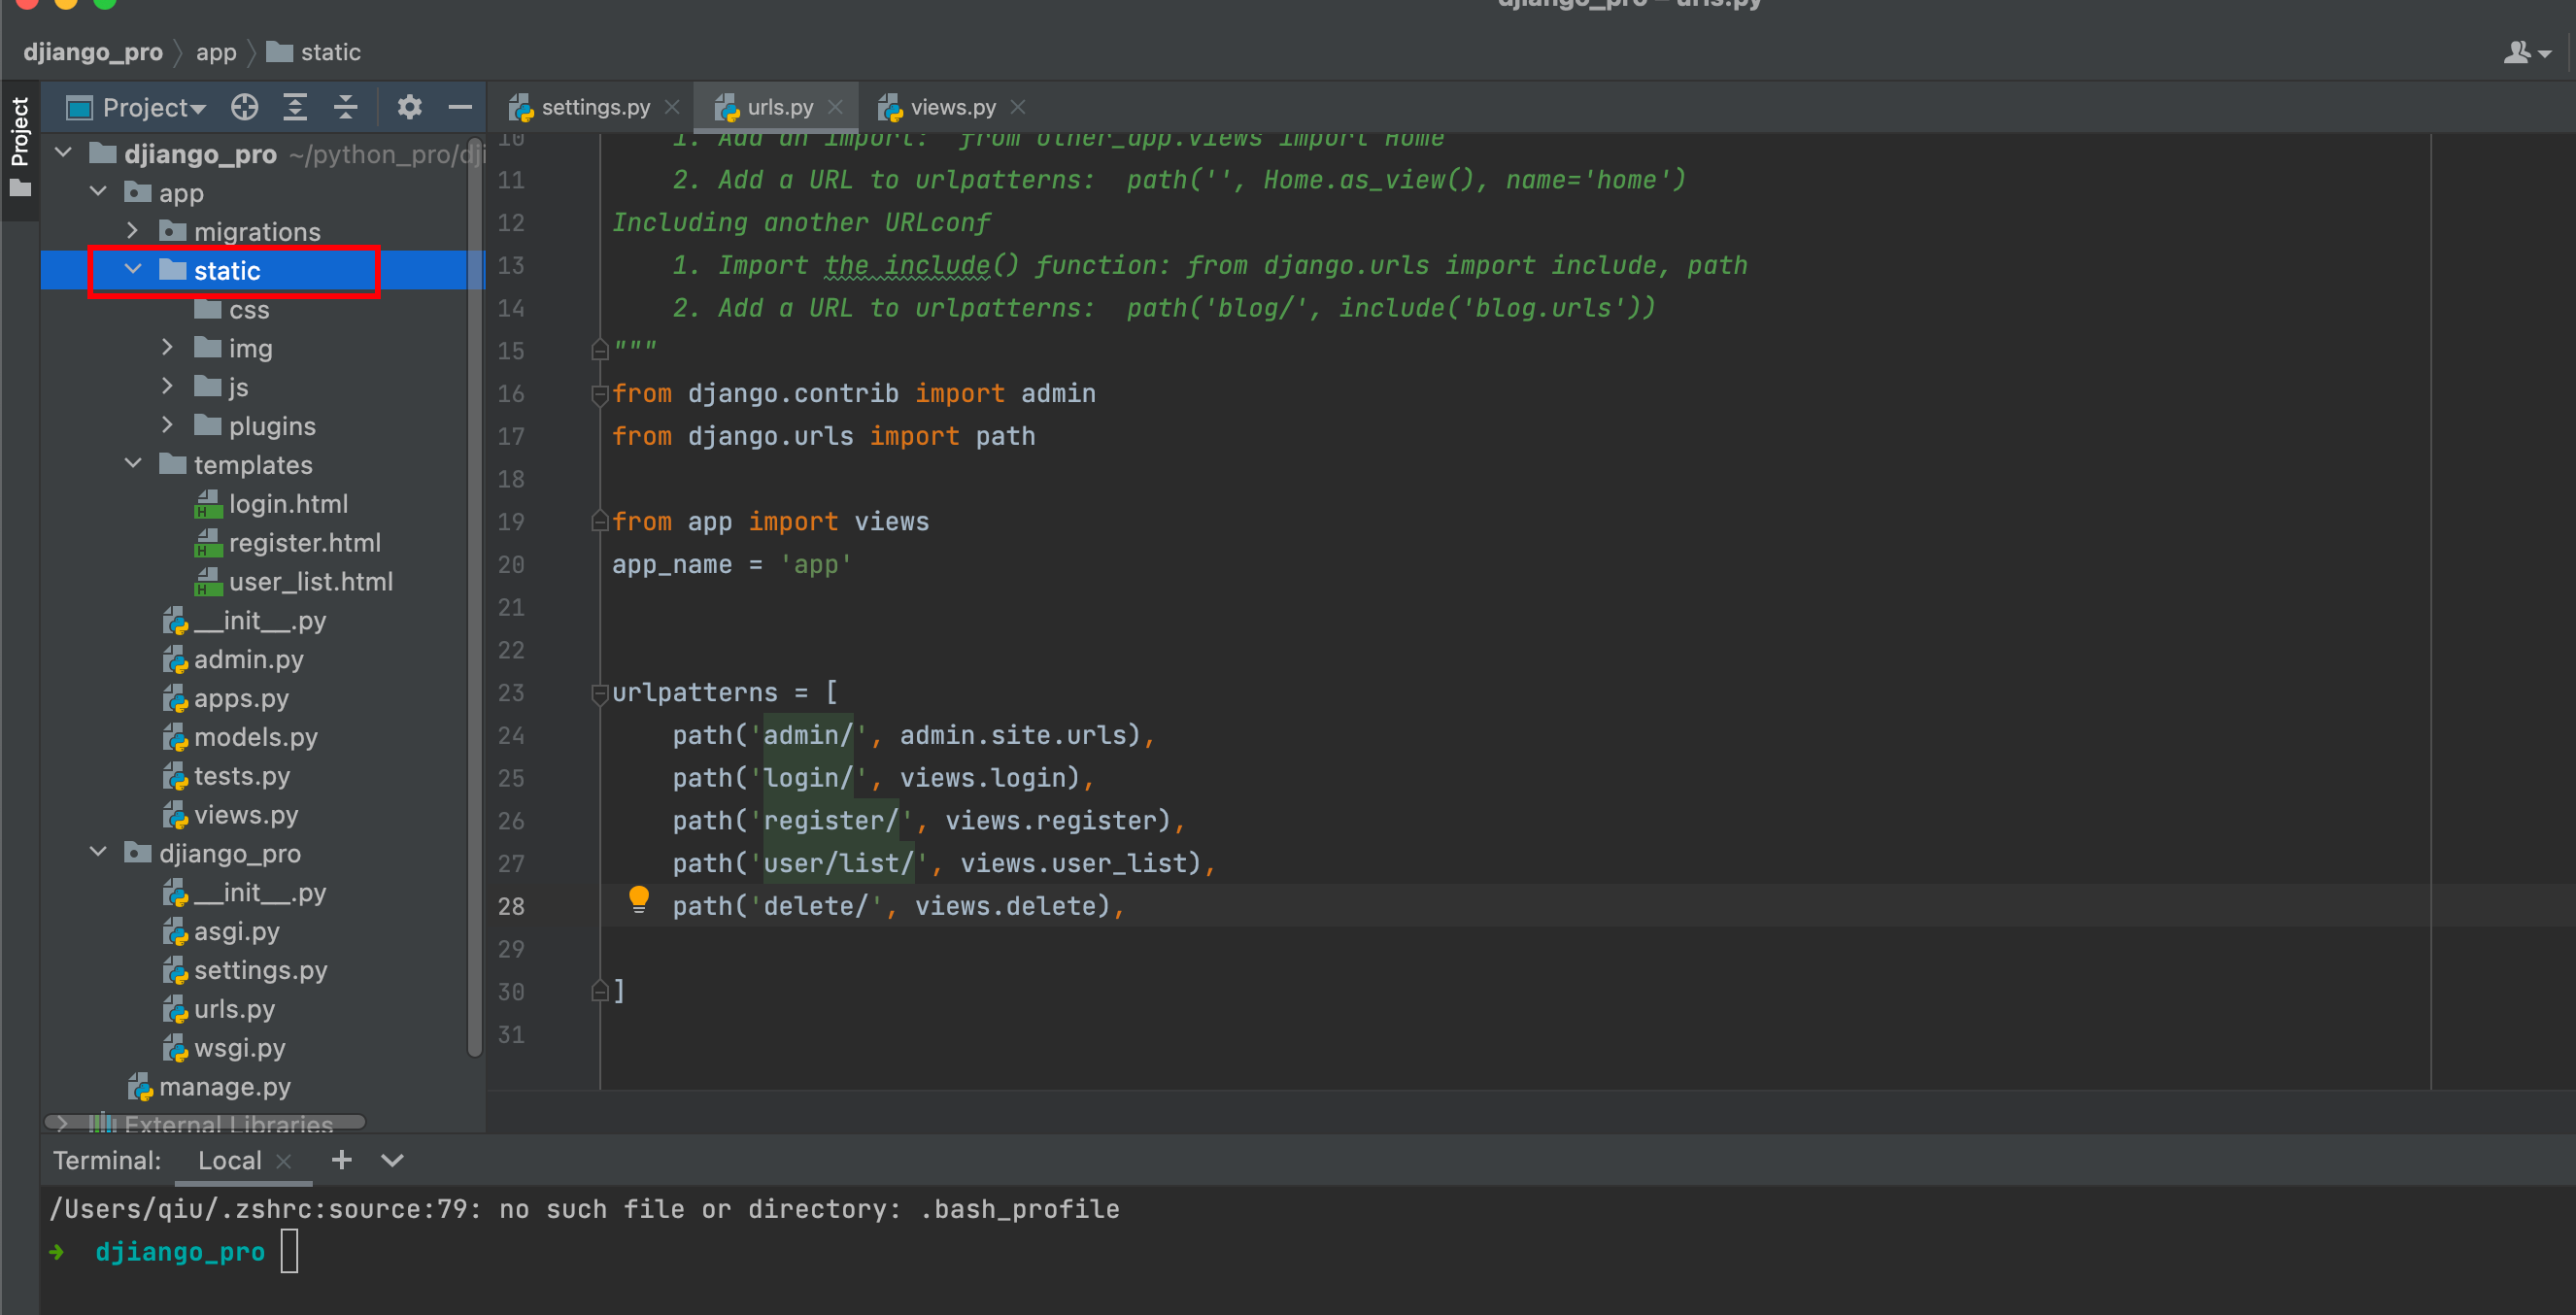 djiango_pro – urls.py
djiango_pro app static
Project
Project
settings.py urls.py views.py
djiango_pro ~/python_pro/dji
app
migrations
static
css
img
js
plugins
templates
login.html
register.html
user_list.html
__init__.py
admin.py
apps.py
models.py
tests.py
views.py
djiango_pro
__init__.py
asgi.py
settings.py
urls.py
wsgi.py
manage.py
External Libraries
10 1. Add an import:  from other_app.views import Home
11 2. Add a URL to urlpatterns:  path('', Home.as_view(), name='home')
12 Including another URLconf
13 1. Import the include() function: from django.urls import include, path
14 2. Add a URL to urlpatterns:  path('blog/', include('blog.urls'))
15 """
16 from django.contrib import admin
17 from django.urls import path
18
19 from app import views
20 app_name = 'app'
21
22
23 urlpatterns = [
24 path('admin/', admin.site.urls),
25 path('login/', views.login),
26 path('register/', views.register),
27 path('user/list/', views.user_list),
28 path('delete/', views.delete),
29
30 ]
31
Terminal: Local
/Users/qiu/.zshrc:source:79: no such file or directory: .bash_profile
➜ djiango_pro